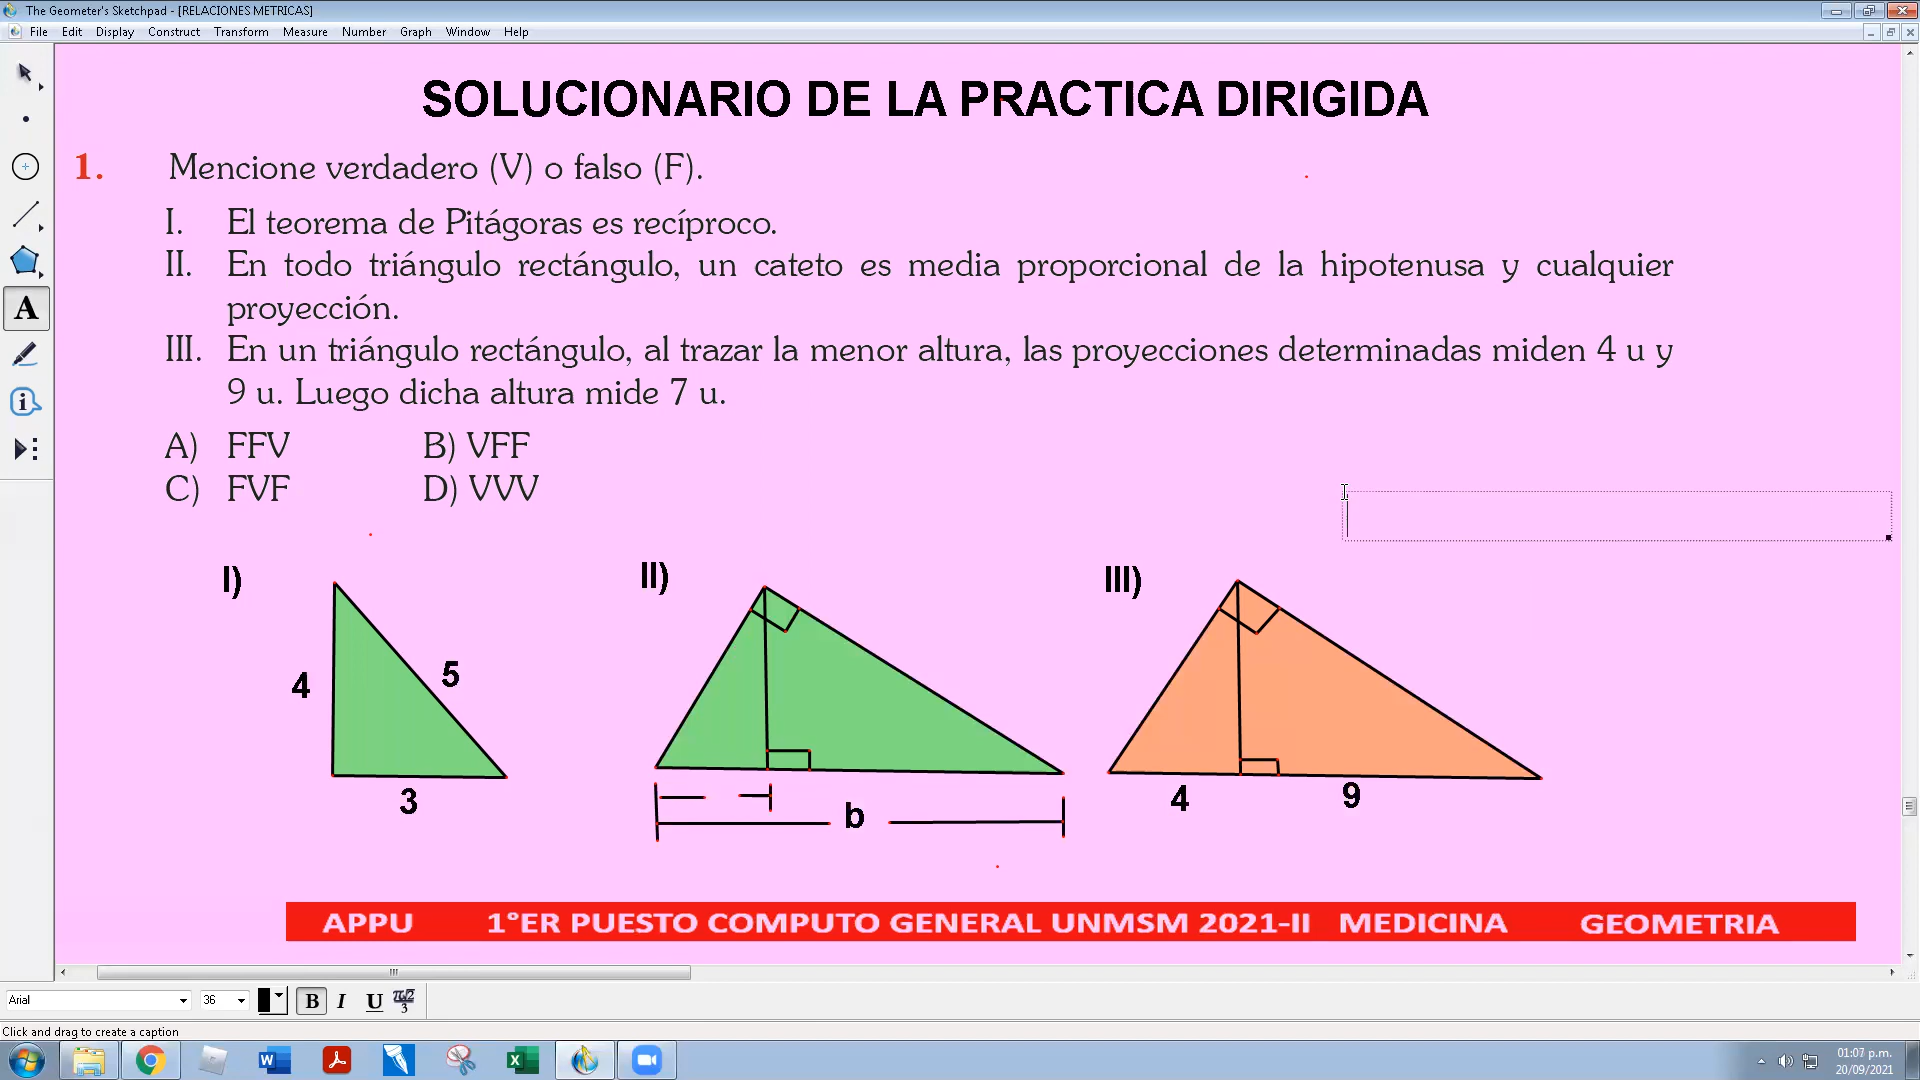 The Geometer's Sketchpad - [RELACIONES METRICAS]
File Edit Display Construct Transform Measure Number Graph Window Help
SOLUCIONARIO DE LA PRACTICA DIRIGIDA
1. Mencione verdadero (V) o falso (F).
I. El teorema de Pitágoras es recíproco.
II. En todo triángulo rectángulo, un cateto es media proporcional de la hipotenusa y cualquier
proyección.
III. En un triángulo rectángulo, al trazar la menor altura, las proyecciones determinadas miden 4 u y
9 u. Luego dicha altura mide 7 u.
A) FFV B) VFF
C) FVF D) VVV
I) II) III)
4 5
3 b 4 9
APPU 1°ER PUESTO COMPUTO GENERAL UNMSM 2021-II MEDICINA GEOMETRIA
Arial 36 B I U
Click and drag to create a caption
01:07 p.m.
20/09/2021